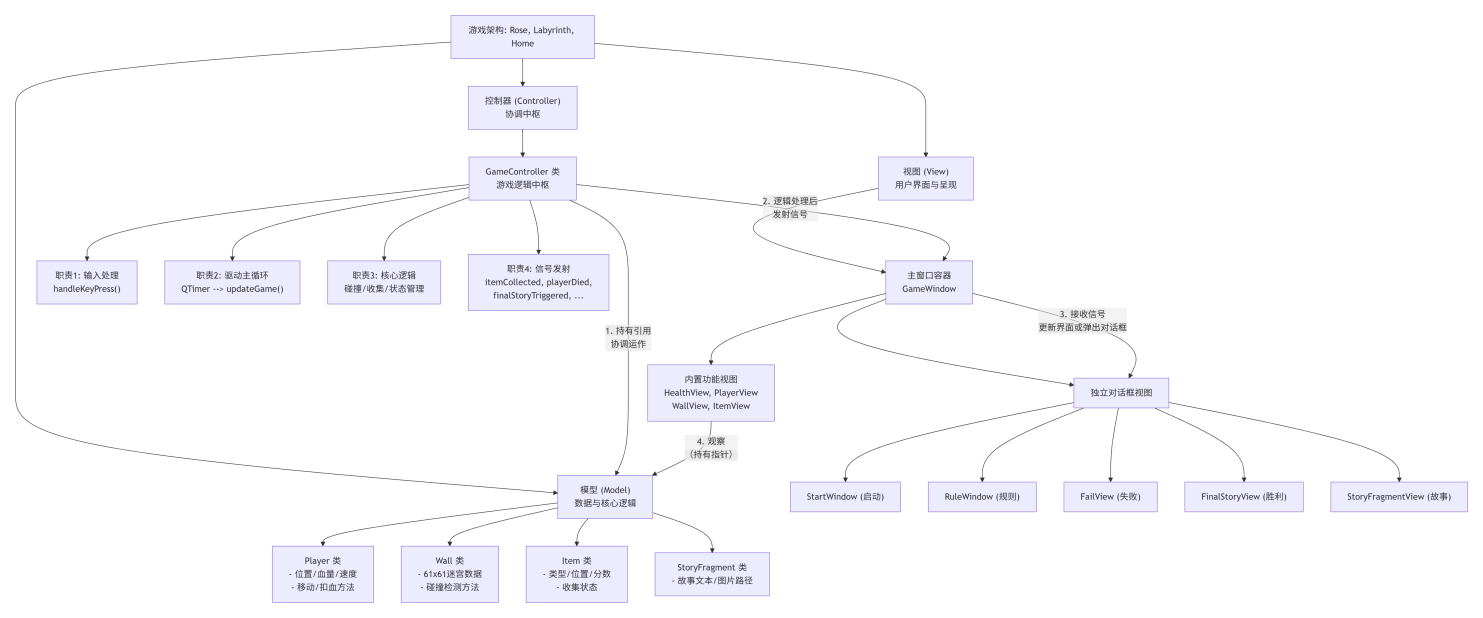 游戏架构: Rose, Labyrinth,
Home
控制器 (Controller)
协调中枢
GameController 类
游戏逻辑中枢
视图 (View)
用户界面与呈现
2. 逻辑处理后
发射信号
职责1: 输入处理
handleKeyPress()
职责2: 驱动主循环
QTimer --> updateGame()
职责3: 核心逻辑
碰撞/收集/状态管理
职责4: 信号发射
itemCollected, playerDied,
finalStoryTriggered, ...
主窗口容器
GameWindow
1. 持有引用
协调运作
3. 接收信号
更新界面或弹出对话框
内置功能视图
HealthView, PlayerView
WallView, ItemView
独立对话框视图
4. 观察
（持有指针）
模型 (Model)
数据与核心逻辑
StartWindow (启动)
RuleWindow (规则)
FailView (失败)
FinalStoryView (胜利)
StoryFragmentView (故事)
Player 类
- 位置/血量/速度
- 移动/扣血方法
Wall 类
- 61x61迷宫数据
- 碰撞检测方法
Item 类
- 类型/位置/分数
- 收集状态
StoryFragment 类
- 故事文本/图片路径